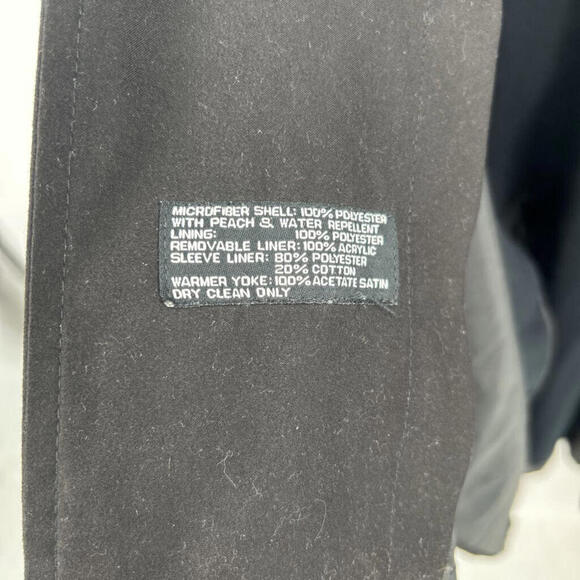 MICROFIBER SHELL: 100% POLYESTER
WITH PEACH & WATER REPELLENT
LINING: 100% POLYESTER
REMOVABLE LINER: 100% ACRYLIC
SLEEVE LINER: 80% POLYESTER
20% COTTON
WARMER YOKE: 100% ACETATE SATIN
DRY CLEAN ONLY